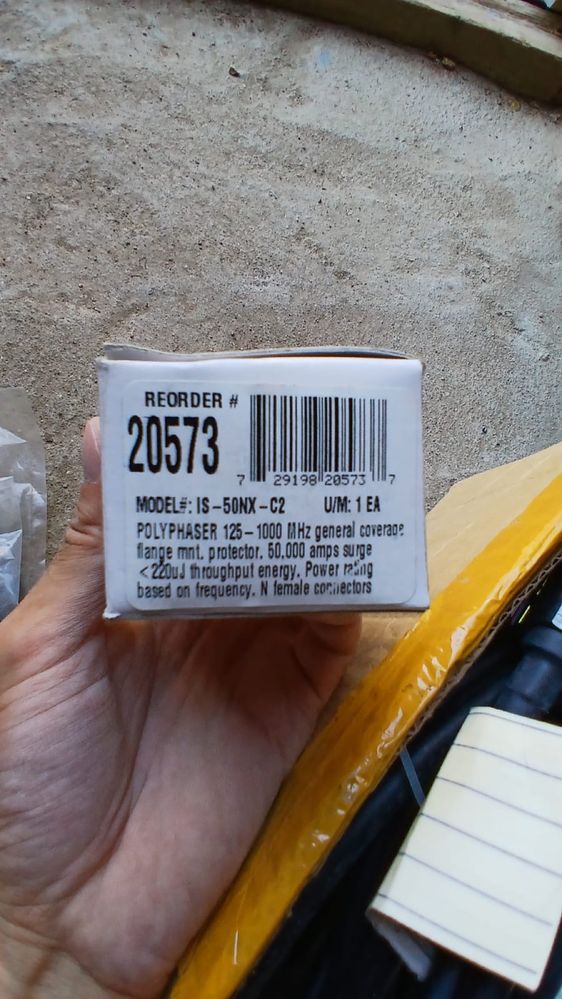 REORDER #
20573
7 29198 20573 7
MODEL#: IS-50NX-C2 U/M: 1 EA
POLYPHASER 125-1000 MHz general coverage
flange mnt. protector. 50,000 amps surge
<220uJ throughput energy. Power rating
based on frequency. N female connectors